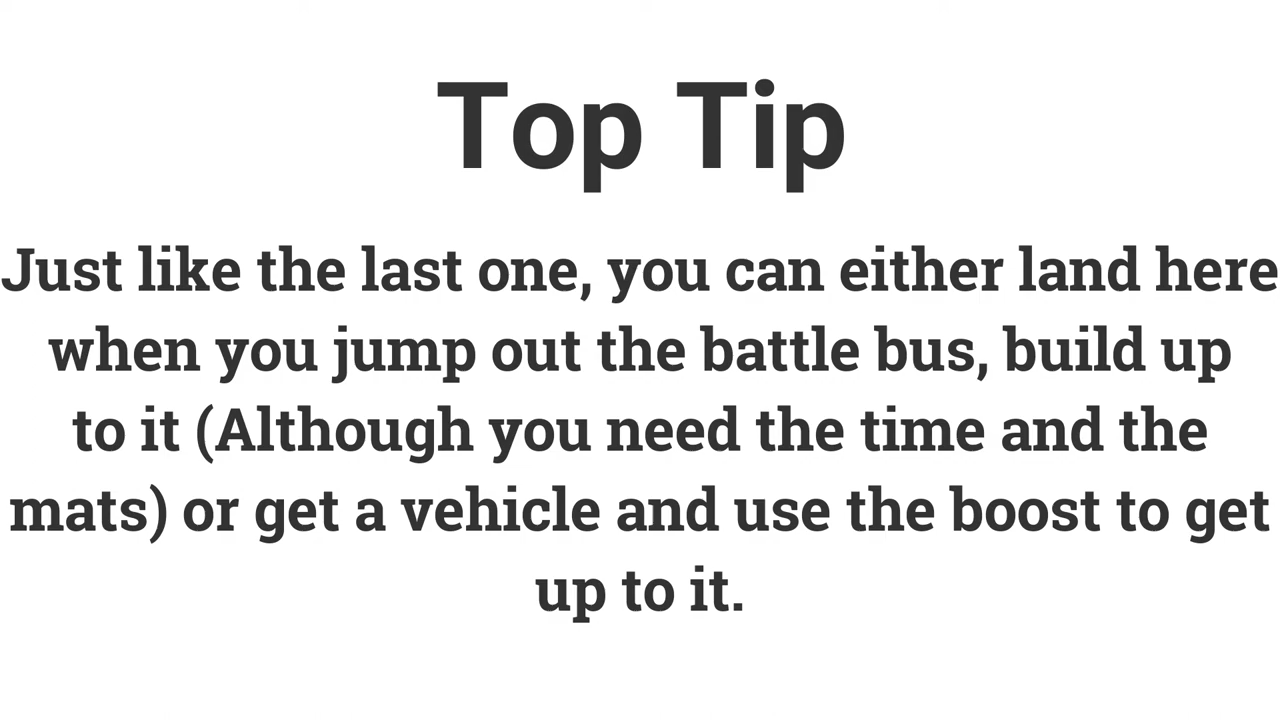 Top Tip
Just like the last one, you can either land here
when you jump out the battle bus, build up
to it (Although you need the time and the
mats) or get a vehicle and use the boost to get
up to it.